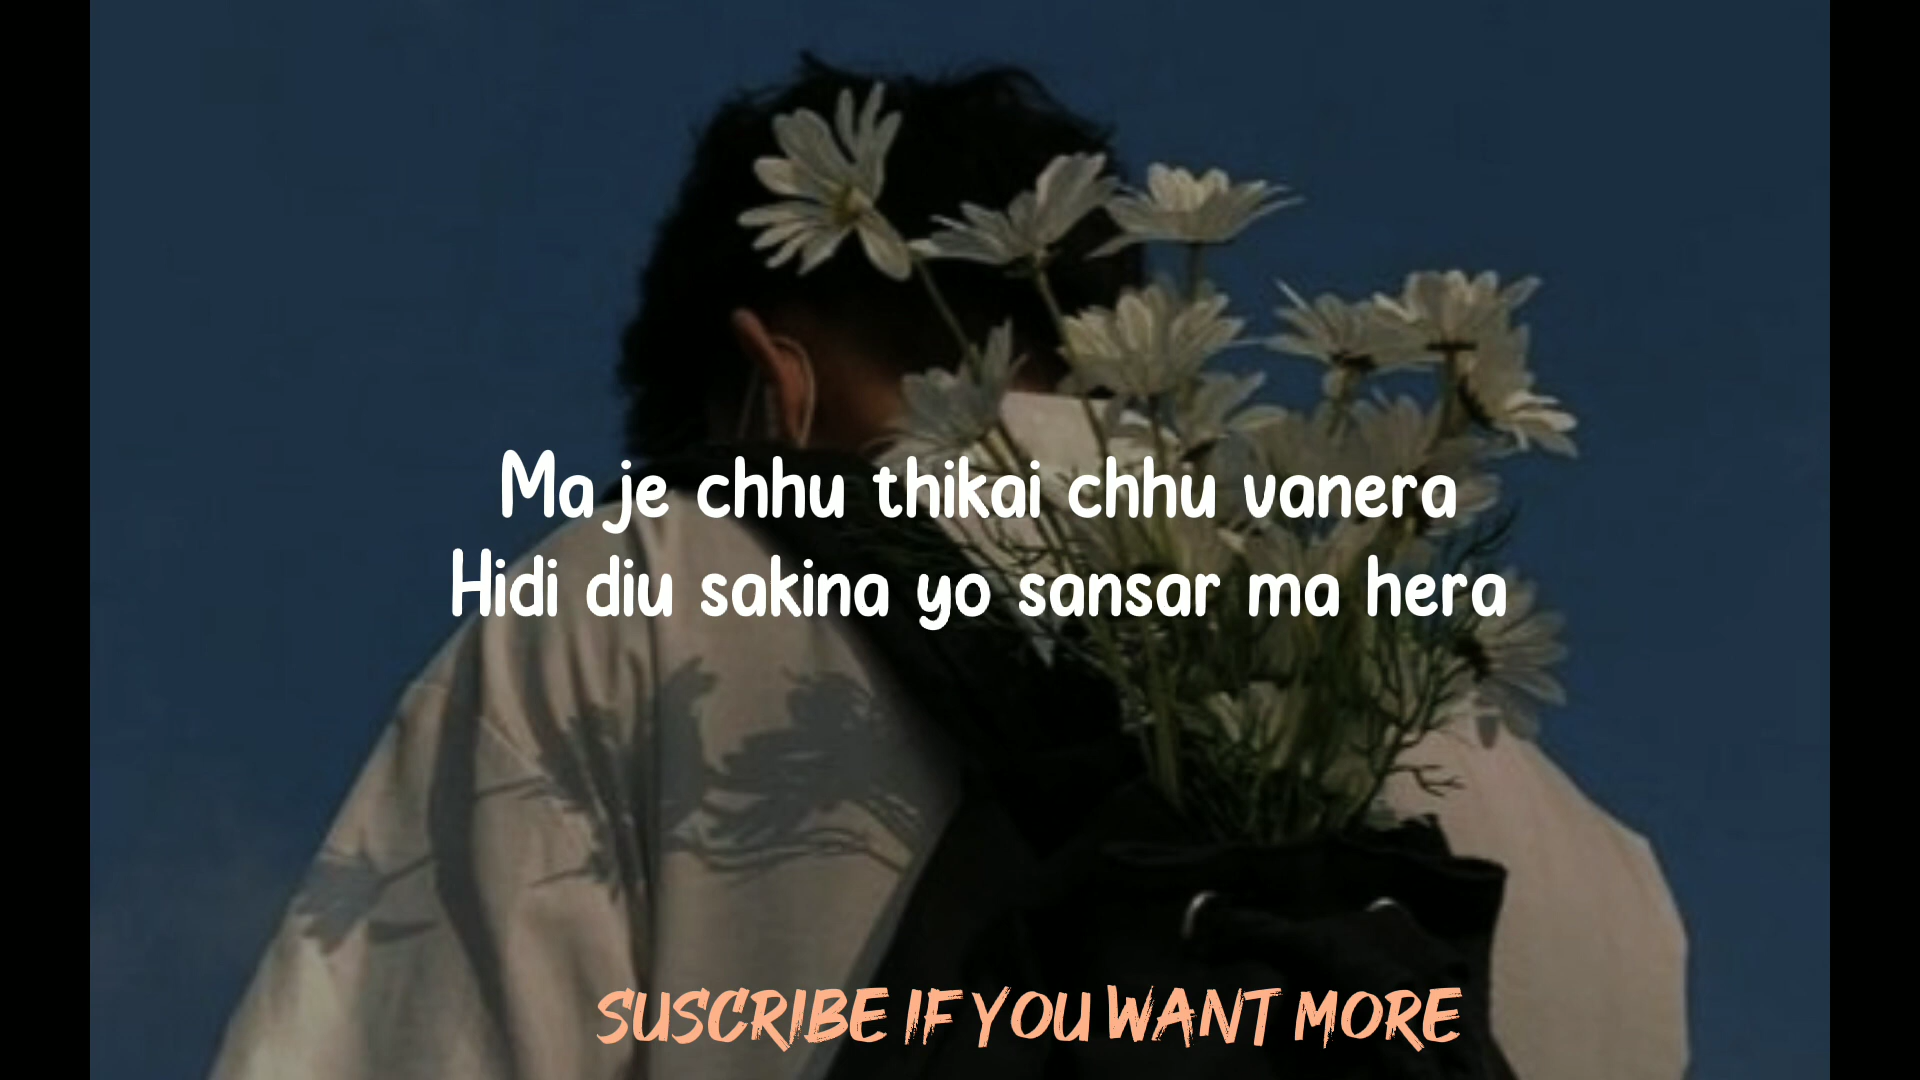 Ma je chhu thikai chhu vanera
Hidi diu sakina yo sansar ma hera
SUSCRIBE IF YOU WANT MORE